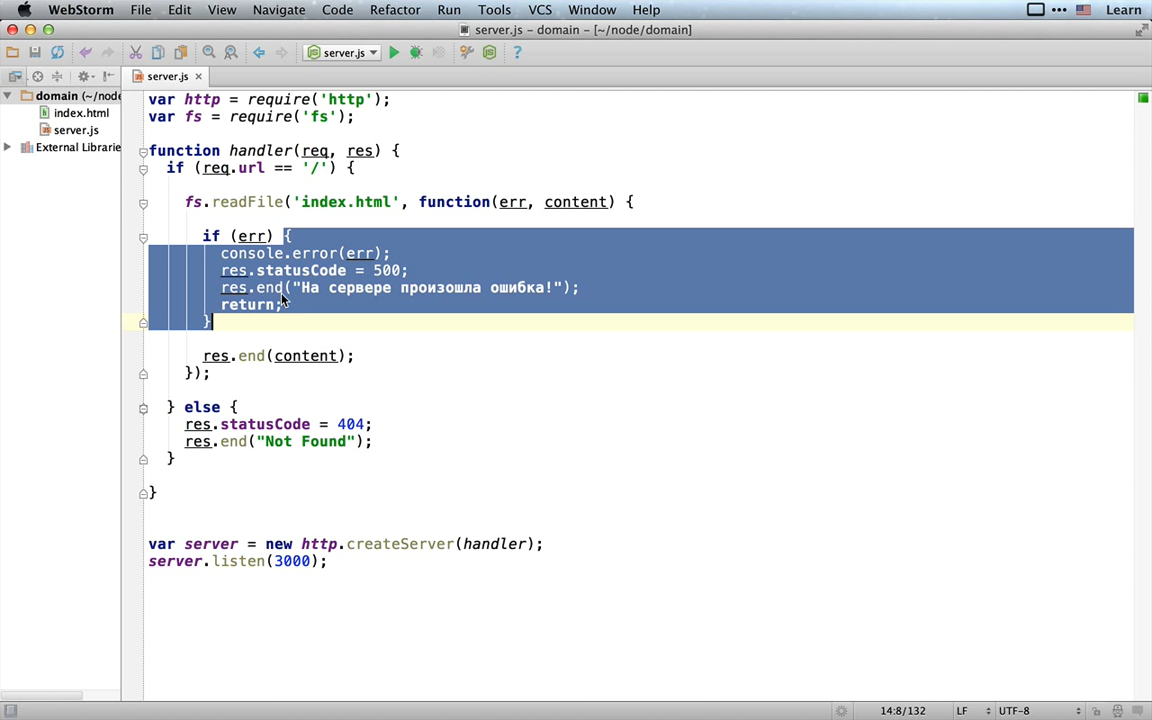 WebStorm File Edit View Navigate Code Refactor Run Tools VCS Window Help Learn
server.js – domain – [~/node/domain]
server.js
server.js
domain (~/node
index.html
server.js
External Librarie
var http = require('http');
var fs = require('fs');
function handler(req, res) {
if (req.url == '/') {
fs.readFile('index.html', function(err, content) {
if (err) {
console.error(err);
res.statusCode = 500;
res.end("На сервере произошла ошибка!");
return;
}
res.end(content);
});
} else {
res.statusCode = 404;
res.end("Not Found");
}
}
var server = new http.createServer(handler);
server.listen(3000);
14:8/132 LF UTF-8